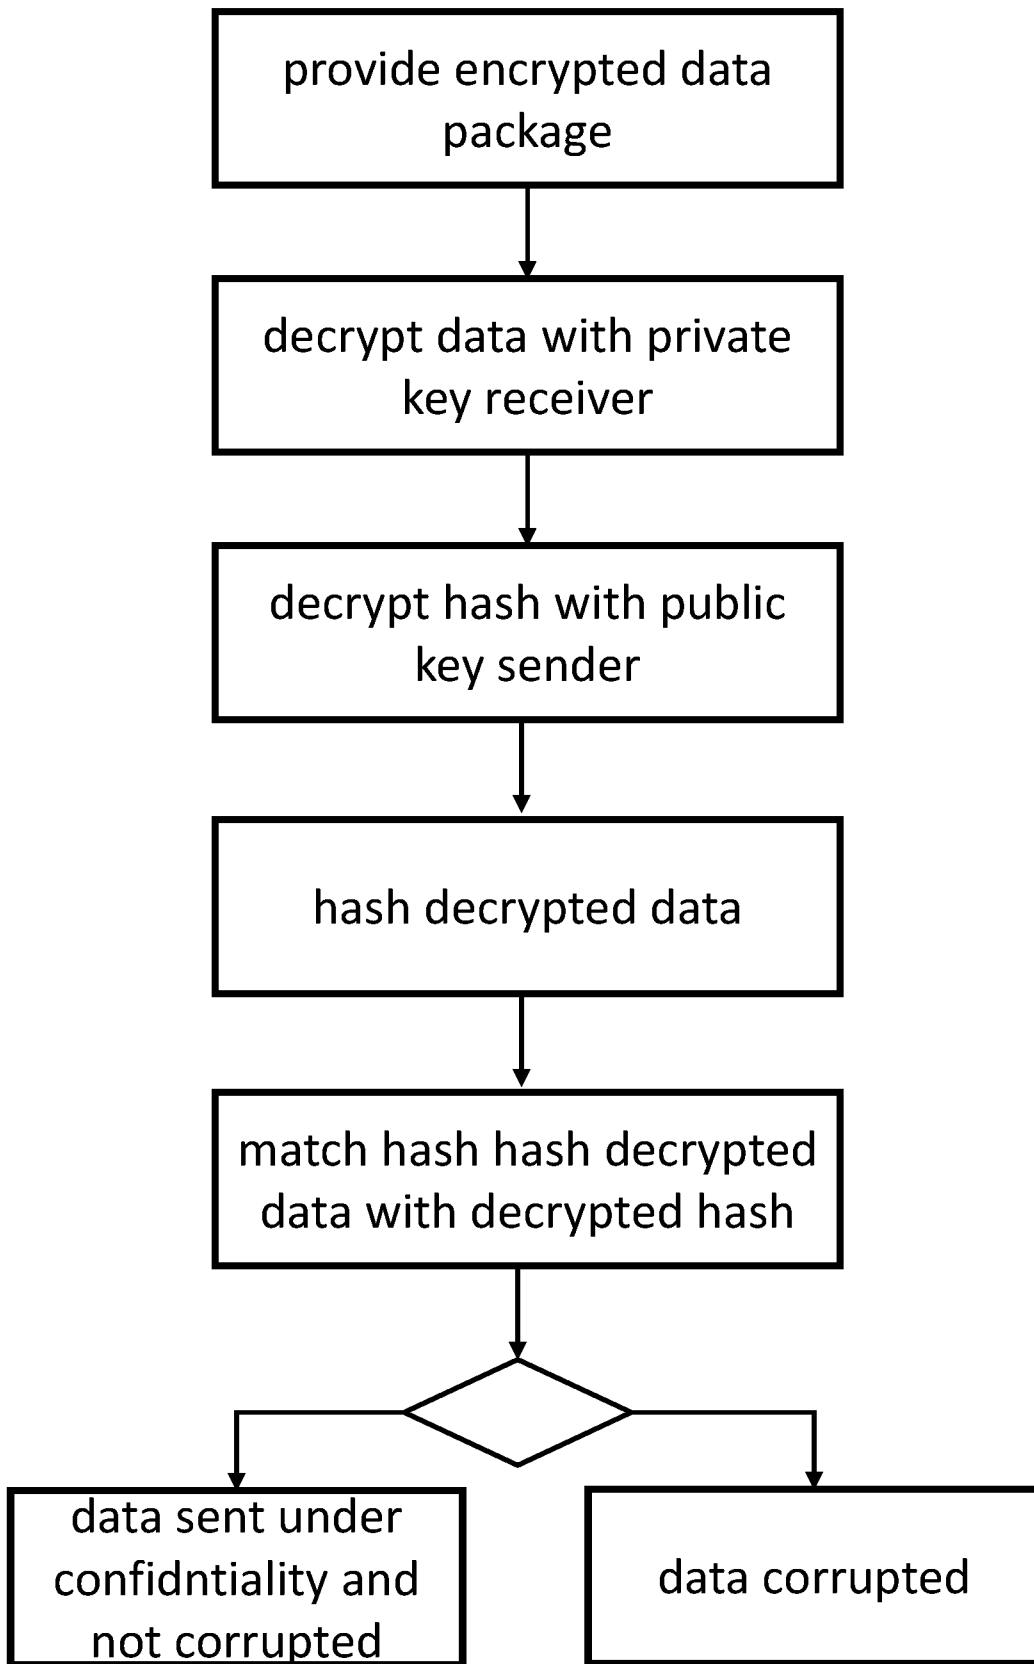 provide encrypted data
package
decrypt data with private
key receiver
decrypt hash with public
key sender
hash decrypted data
match hash hash decrypted
data with decrypted hash
data sent under
confidntiality and
not corrupted
data corrupted